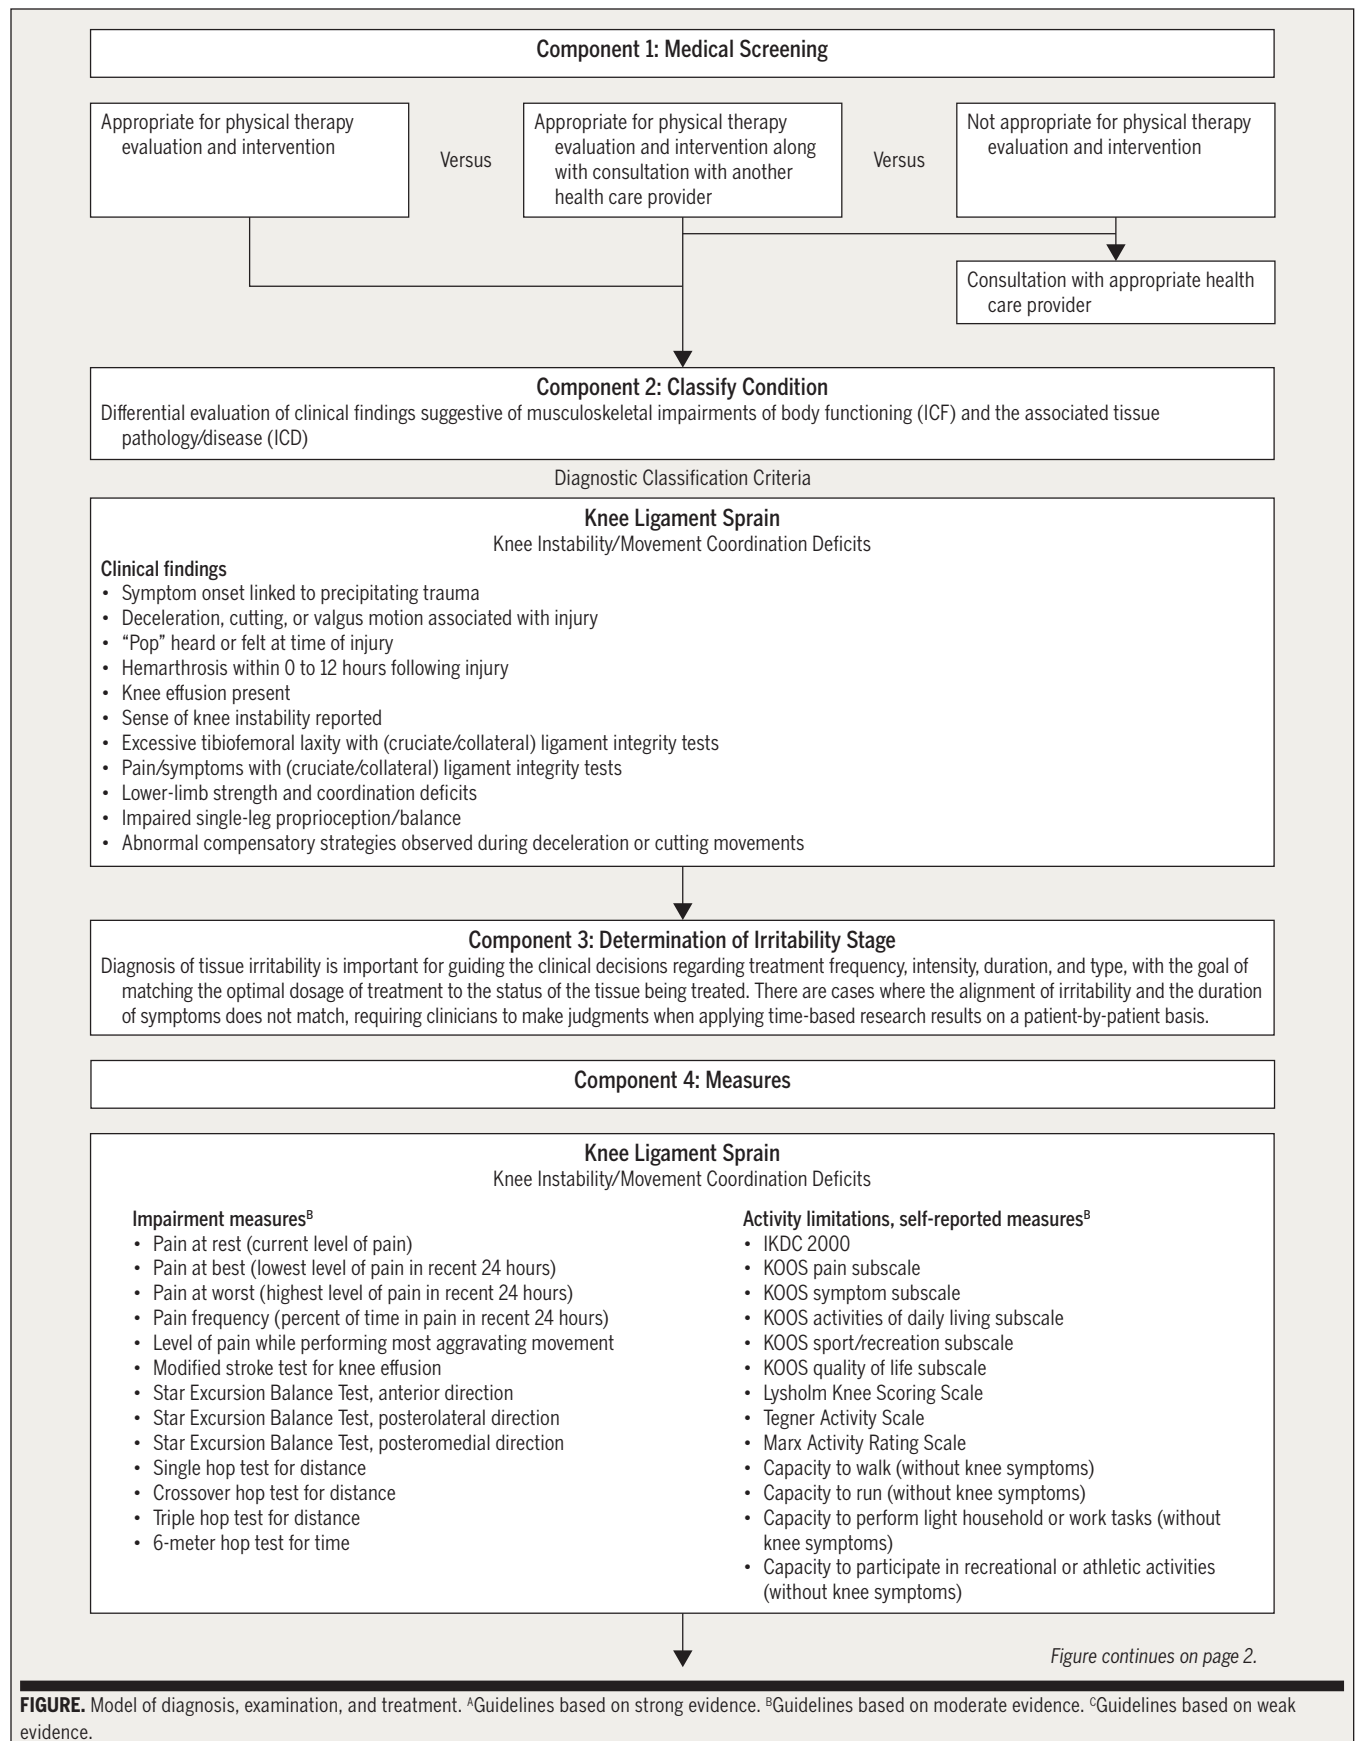 Component 1: Medical Screening
Appropriate for physical therapy
evaluation and intervention
Versus
Appropriate for physical therapy
evaluation and intervention along
with consultation with another
health care provider
Versus
Not appropriate for physical therapy
evaluation and intervention
Consultation with appropriate health
care provider
Component 2: Classify Condition
Differential evaluation of clinical findings suggestive of musculoskeletal impairments of body functioning (ICF) and the associated tissue
pathology/disease (ICD)
Diagnostic Classification Criteria
Knee Ligament Sprain
Knee Instability/Movement Coordination Deficits
Clinical findings
• Symptom onset linked to precipitating trauma
• Deceleration, cutting, or valgus motion associated with injury
• “Pop” heard or felt at time of injury
• Hemarthrosis within 0 to 12 hours following injury
• Knee effusion present
• Sense of knee instability reported
• Excessive tibiofemoral laxity with (cruciate/collateral) ligament integrity tests
• Pain/symptoms with (cruciate/collateral) ligament integrity tests
• Lower-limb strength and coordination deficits
• Impaired single-leg proprioception/balance
• Abnormal compensatory strategies observed during deceleration or cutting movements
Component 3: Determination of Irritability Stage
Diagnosis of tissue irritability is important for guiding the clinical decisions regarding treatment frequency, intensity, duration, and type, with the goal of
matching the optimal dosage of treatment to the status of the tissue being treated. There are cases where the alignment of irritability and the duration
of symptoms does not match, requiring clinicians to make judgments when applying time-based research results on a patient-by-patient basis.
Component 4: Measures
Knee Ligament Sprain
Knee Instability/Movement Coordination Deficits
Impairment measuresᴮ
• Pain at rest (current level of pain)
• Pain at best (lowest level of pain in recent 24 hours)
• Pain at worst (highest level of pain in recent 24 hours)
• Pain frequency (percent of time in pain in recent 24 hours)
• Level of pain while performing most aggravating movement
• Modified stroke test for knee effusion
• Star Excursion Balance Test, anterior direction
• Star Excursion Balance Test, posterolateral direction
• Star Excursion Balance Test, posteromedial direction
• Single hop test for distance
• Crossover hop test for distance
• Triple hop test for distance
• 6-meter hop test for time
Activity limitations, self-reported measuresᴮ
• IKDC 2000
• KOOS pain subscale
• KOOS symptom subscale
• KOOS activities of daily living subscale
• KOOS sport/recreation subscale
• KOOS quality of life subscale
• Lysholm Knee Scoring Scale
• Tegner Activity Scale
• Marx Activity Rating Scale
• Capacity to walk (without knee symptoms)
• Capacity to run (without knee symptoms)
• Capacity to perform light household or work tasks (without
knee symptoms)
• Capacity to participate in recreational or athletic activities
(without knee symptoms)
Figure continues on page 2.
FIGURE. Model of diagnosis, examination, and treatment. ᴬGuidelines based on strong evidence. ᴮGuidelines based on moderate evidence. ᶜGuidelines based on weak
evidence.